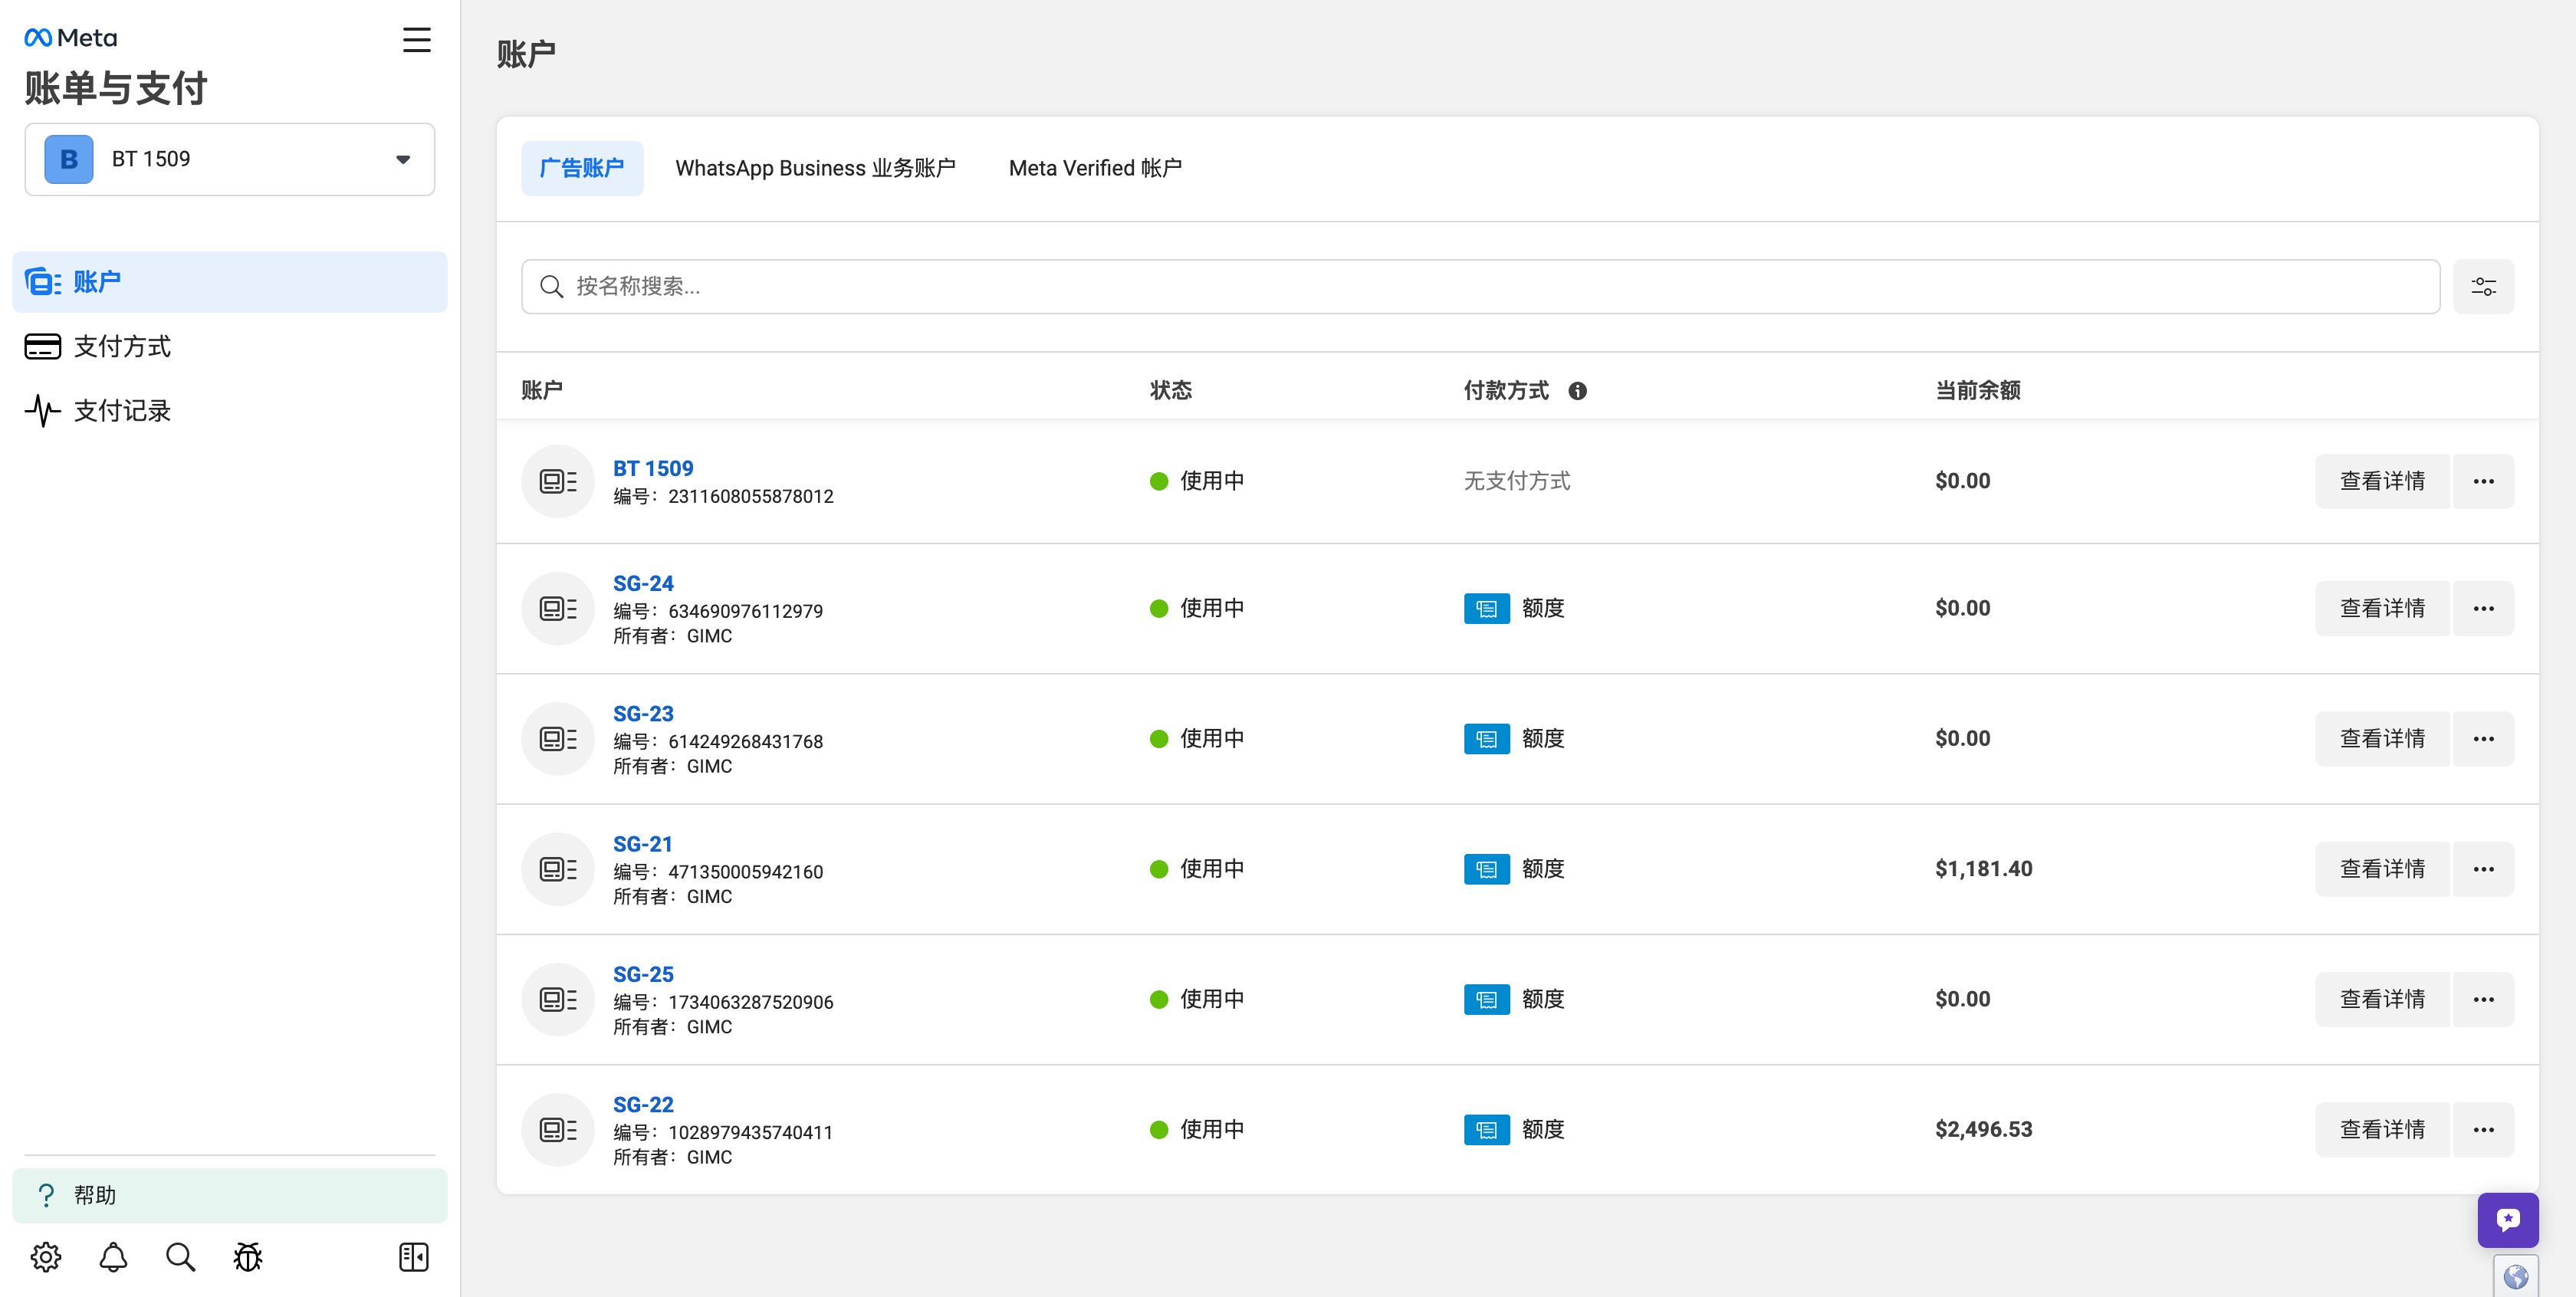 Meta
账单与支付
B BT 1509
账户
支付方式
支付记录
帮助
账户
广告账户 WhatsApp Business 业务账户 Meta Verified 帐户
按名称搜索...
账户 状态 付款方式 当前余额
BT 1509
编号：2311608055878012
使用中 无支付方式 $0.00 查看详情
SG-24
编号：634690976112979
所有者：GIMC
使用中 额度 $0.00 查看详情
SG-23
编号：614249268431768
所有者：GIMC
使用中 额度 $0.00 查看详情
SG-21
编号：471350005942160
所有者：GIMC
使用中 额度 $1,181.40 查看详情
SG-25
编号：1734063287520906
所有者：GIMC
使用中 额度 $0.00 查看详情
SG-22
编号：1028979435740411
所有者：GIMC
使用中 额度 $2,496.53 查看详情